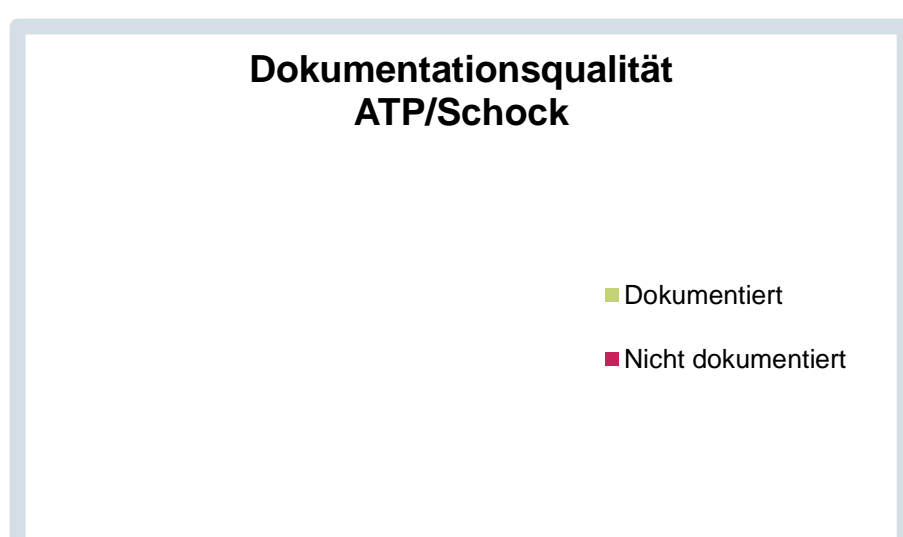 Dokumentationsqualität
ATP/Schock
Dokumentiert
Nicht dokumentiert